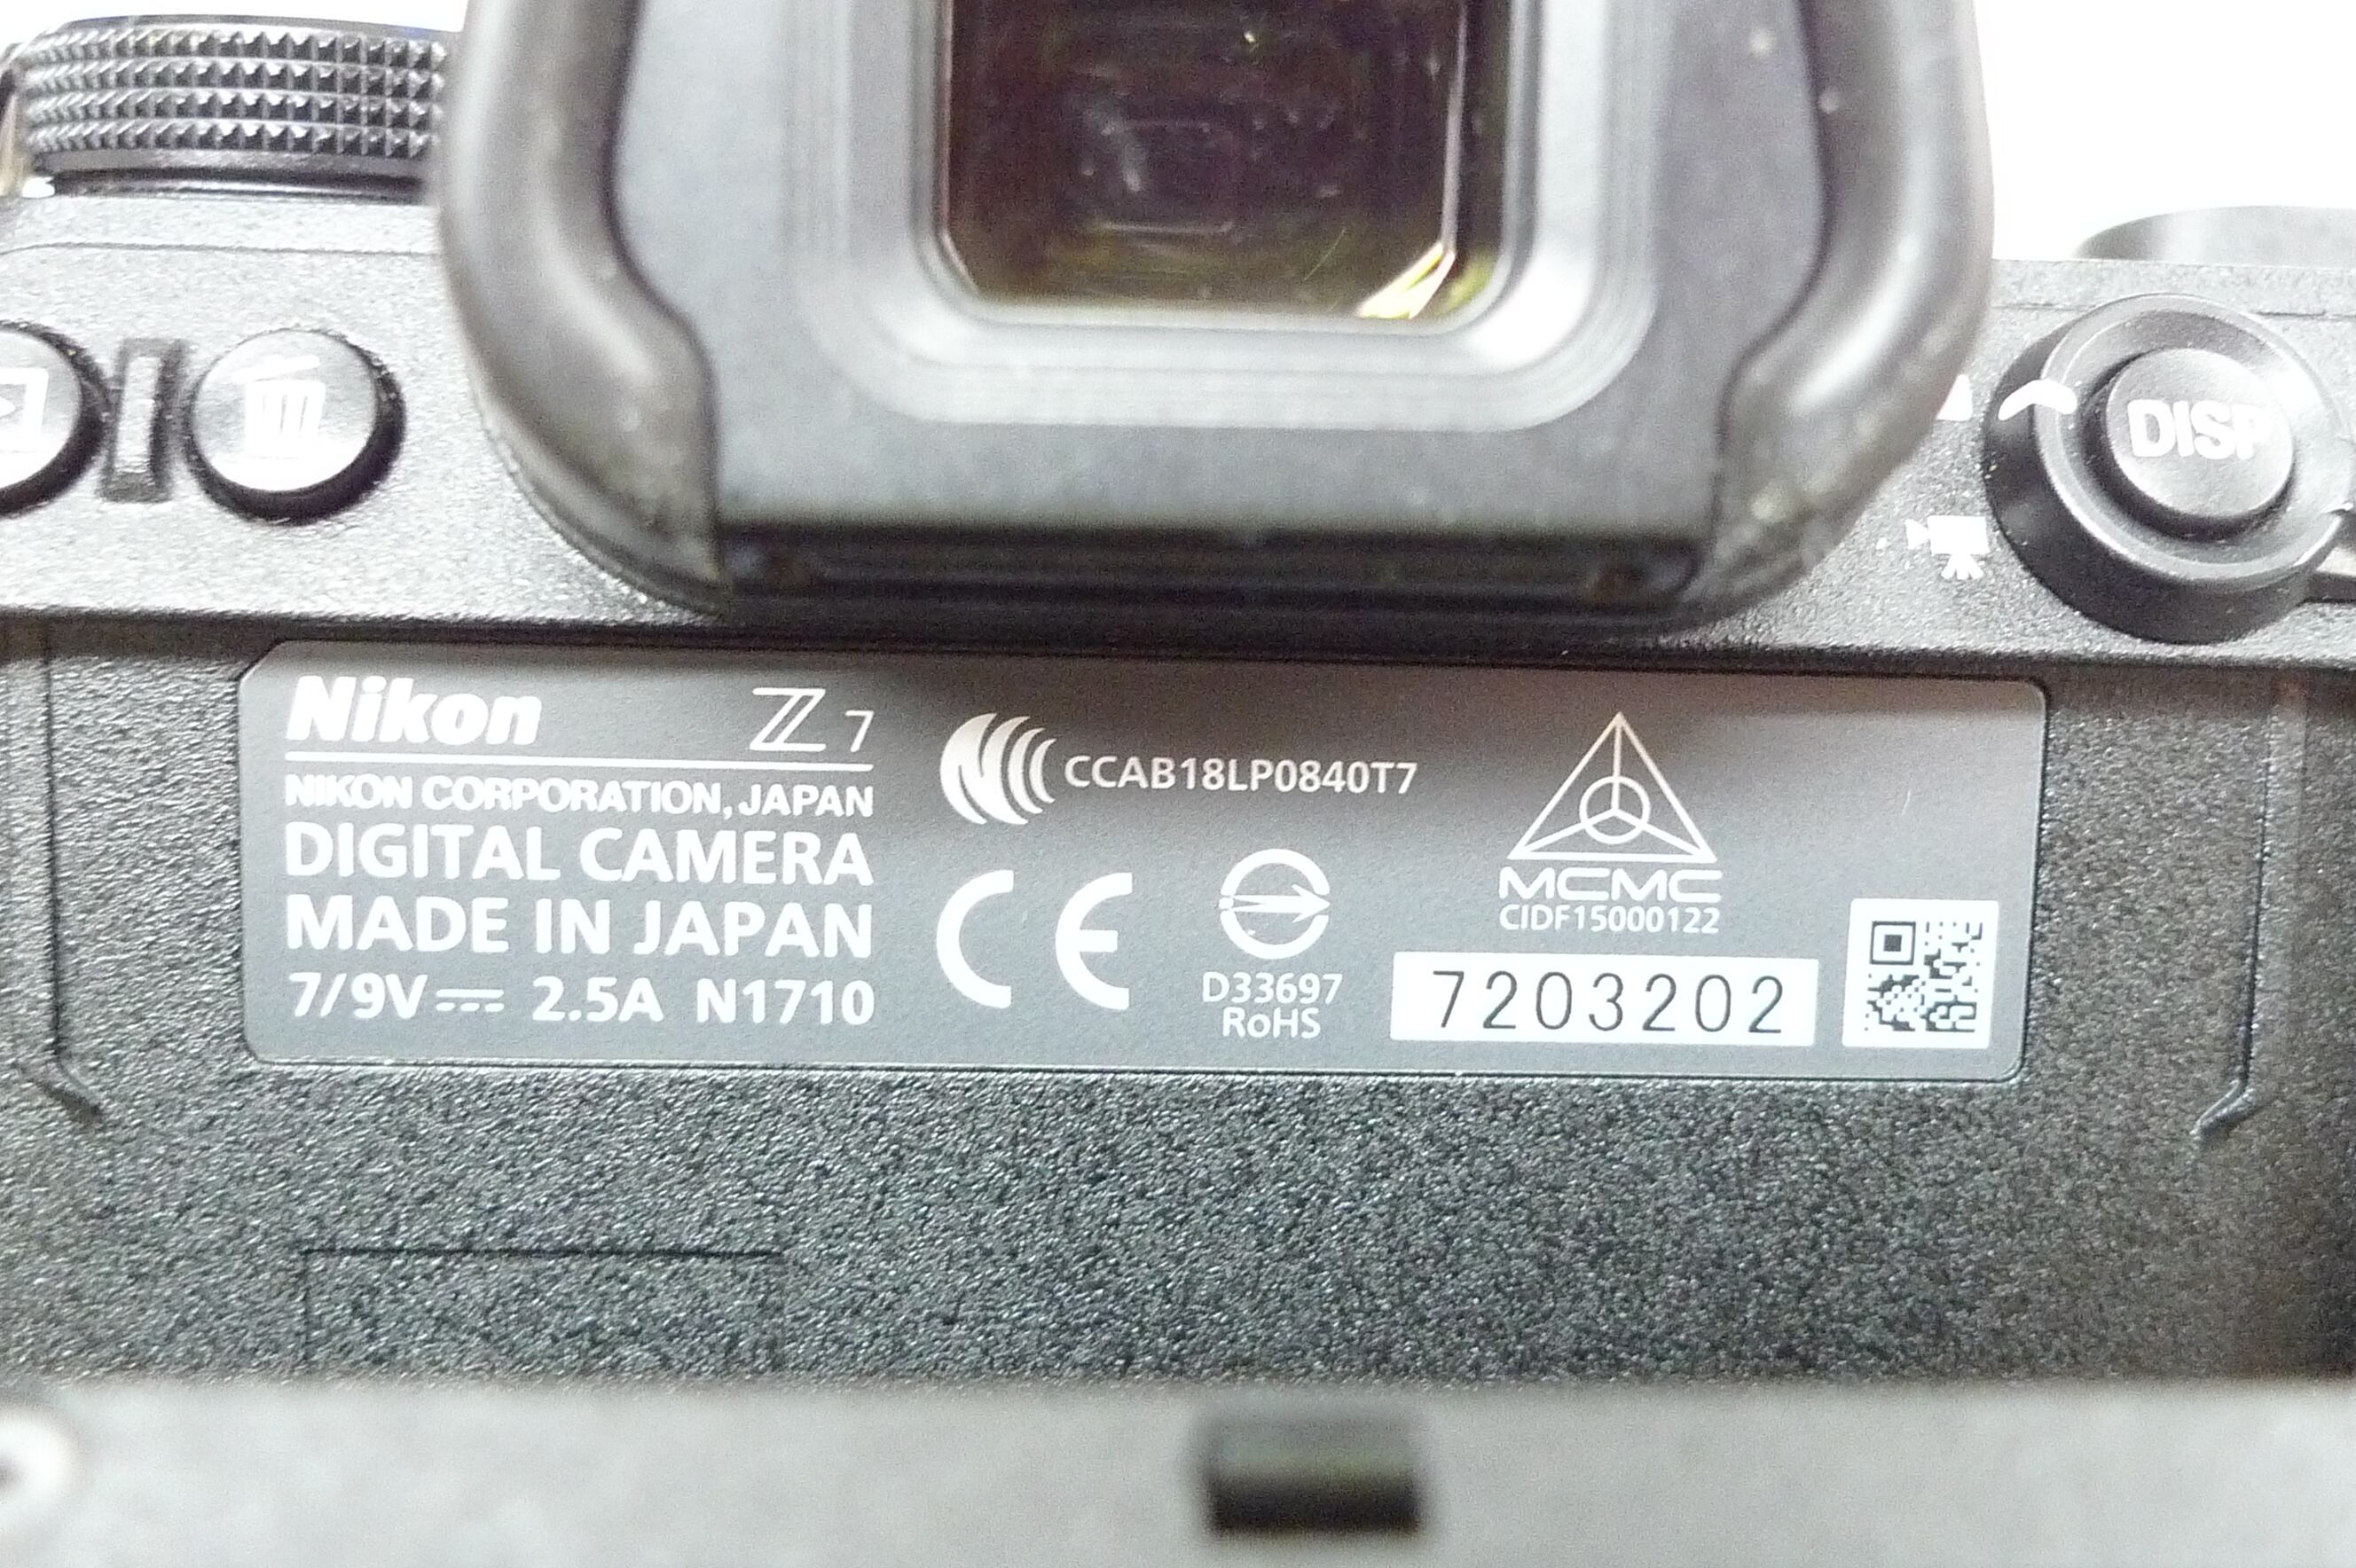 DISP
Nikon Z 7
NIKON CORPORATION, JAPAN
DIGITAL CAMERA
MADE IN JAPAN
7/9V⎓ 2.5A N1710
CCAB18LP0840T7
CE
D33697
RoHS
MCMC
CIDF15000122
7203202